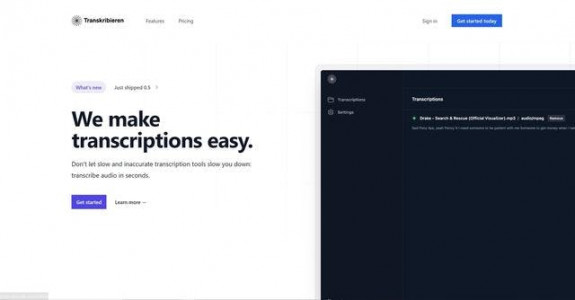 Transkribieren
Features
Pricing
Sign in
Get started today
What's new
Just shipped 0.5
We make
transcriptions easy.
Don't let slow and inaccurate transcription tools slow you down:
transcribe audio in seconds.
Get started
Learn more →
Transcriptions
Settings
Transcriptions
Drake - Search & Rescue (Official Visualizer).mp3
audio/mpeg